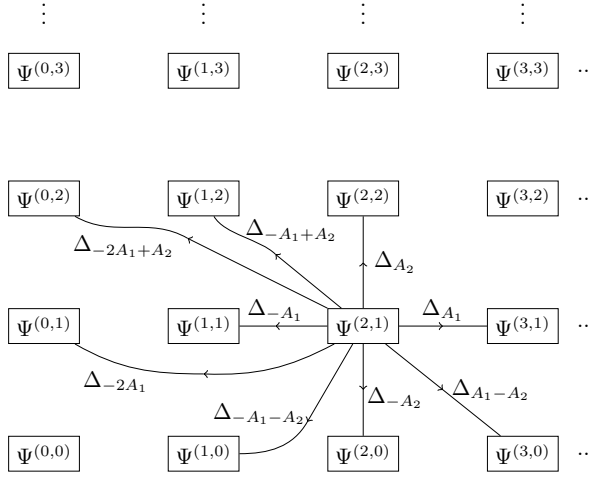 ⋮ ⋮ ⋮ ⋮
Ψ^(0,3) Ψ^(1,3) Ψ^(2,3) Ψ^(3,3) ..
Ψ^(0,2) Ψ^(1,2) Ψ^(2,2) Ψ^(3,2) ..
Δ_{−2A_1+A_2} Δ_{−A_1+A_2} Δ_{A_2}
Ψ^(0,1) Δ_{−A_1} Ψ^(1,1) Ψ^(2,1) Δ_{A_1} Ψ^(3,1) ..
Δ_{−2A_1} Δ_{−A_1−A_2} Δ_{−A_2} Δ_{A_1−A_2}
Ψ^(0,0) Ψ^(1,0) Ψ^(2,0) Ψ^(3,0) ..